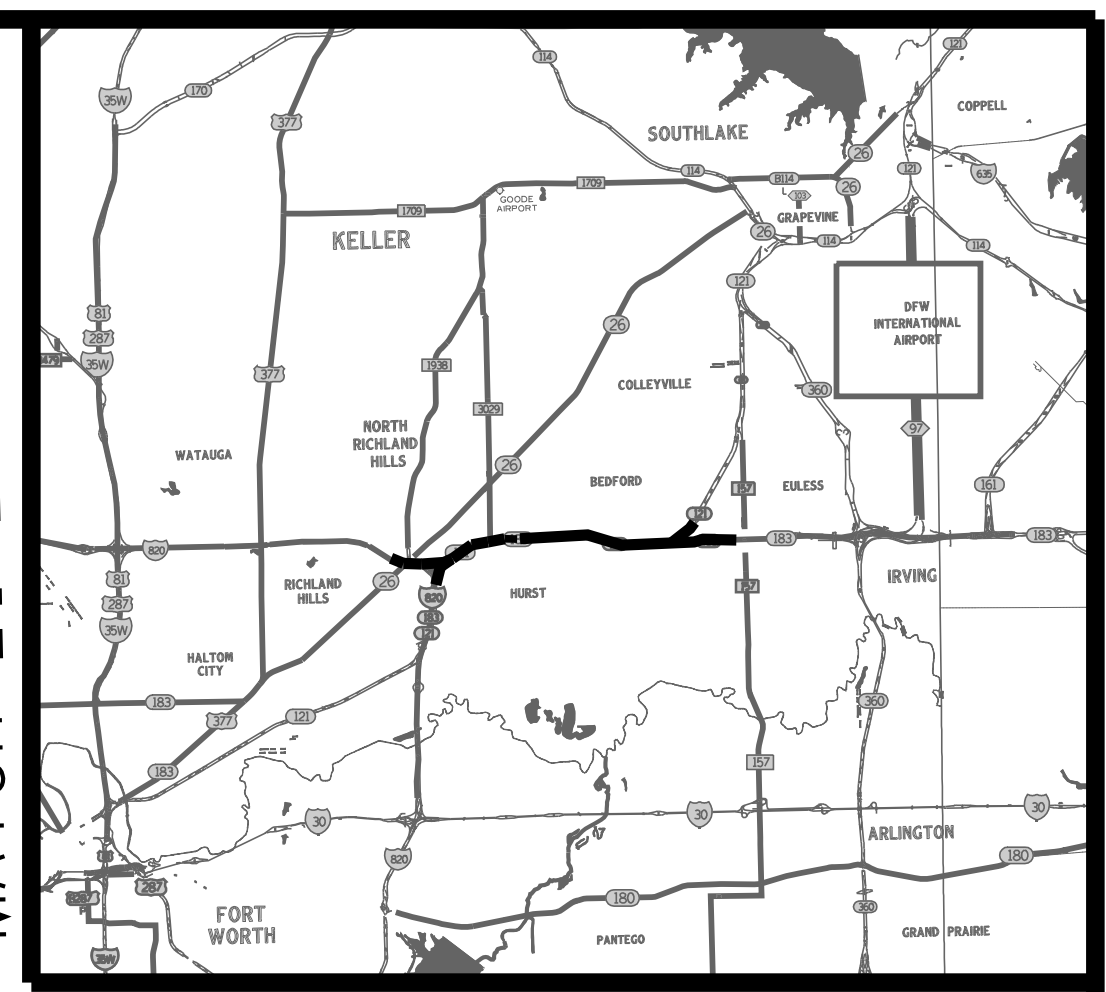 121
114
COPPELL
170
35W
377
SOUTHLAKE
26
114
121
635
B114
1709
26
103
GOODE
AIRPORT
1709
GRAPEVINE
26
KELLER
114
114
121
81
DFW
INTERNATIONAL
AIRPORT
26
287
35W
1938
377
COLLEYVILLE
360
3029
NORTH
RICHLAND
HILLS
97
WATAUGA
26
BEDFORD
EULESS
157
161
121
183
183
820
81
26
RICHLAND
HILLS
IRVING
157
HURST
820
287
183
35W
121
HALTOM
CITY
183
360
121
377
157
183
30
30
30
ARLINGTON
180
820
287
180
360
FORT
WORTH
PANTEGO
GRAND PRAIRIE
35W